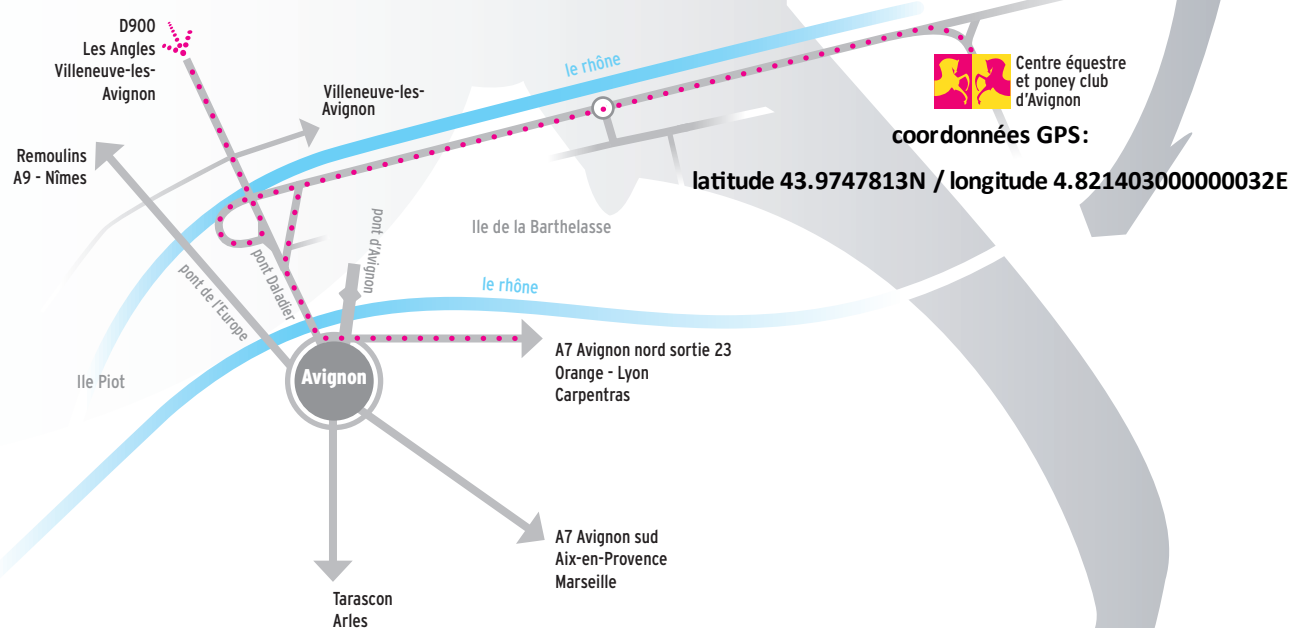 D900
Les Angles
Villeneuve-les-
Avignon
Villeneuve-les-
Avignon
le rhône
Centre équestre
et poney club
d'Avignon
coordonnées GPS:
latitude 43.9747813N / longitude 4.821403000000032E
Remoulins
A9 - Nîmes
pont de l'Europe
pont Daladier
pont d'Avignon
Ile de la Barthelasse
le rhône
Ile Piot
Avignon
A7 Avignon nord sortie 23
Orange - Lyon
Carpentras
A7 Avignon sud
Aix-en-Provence
Marseille
Tarascon
Arles